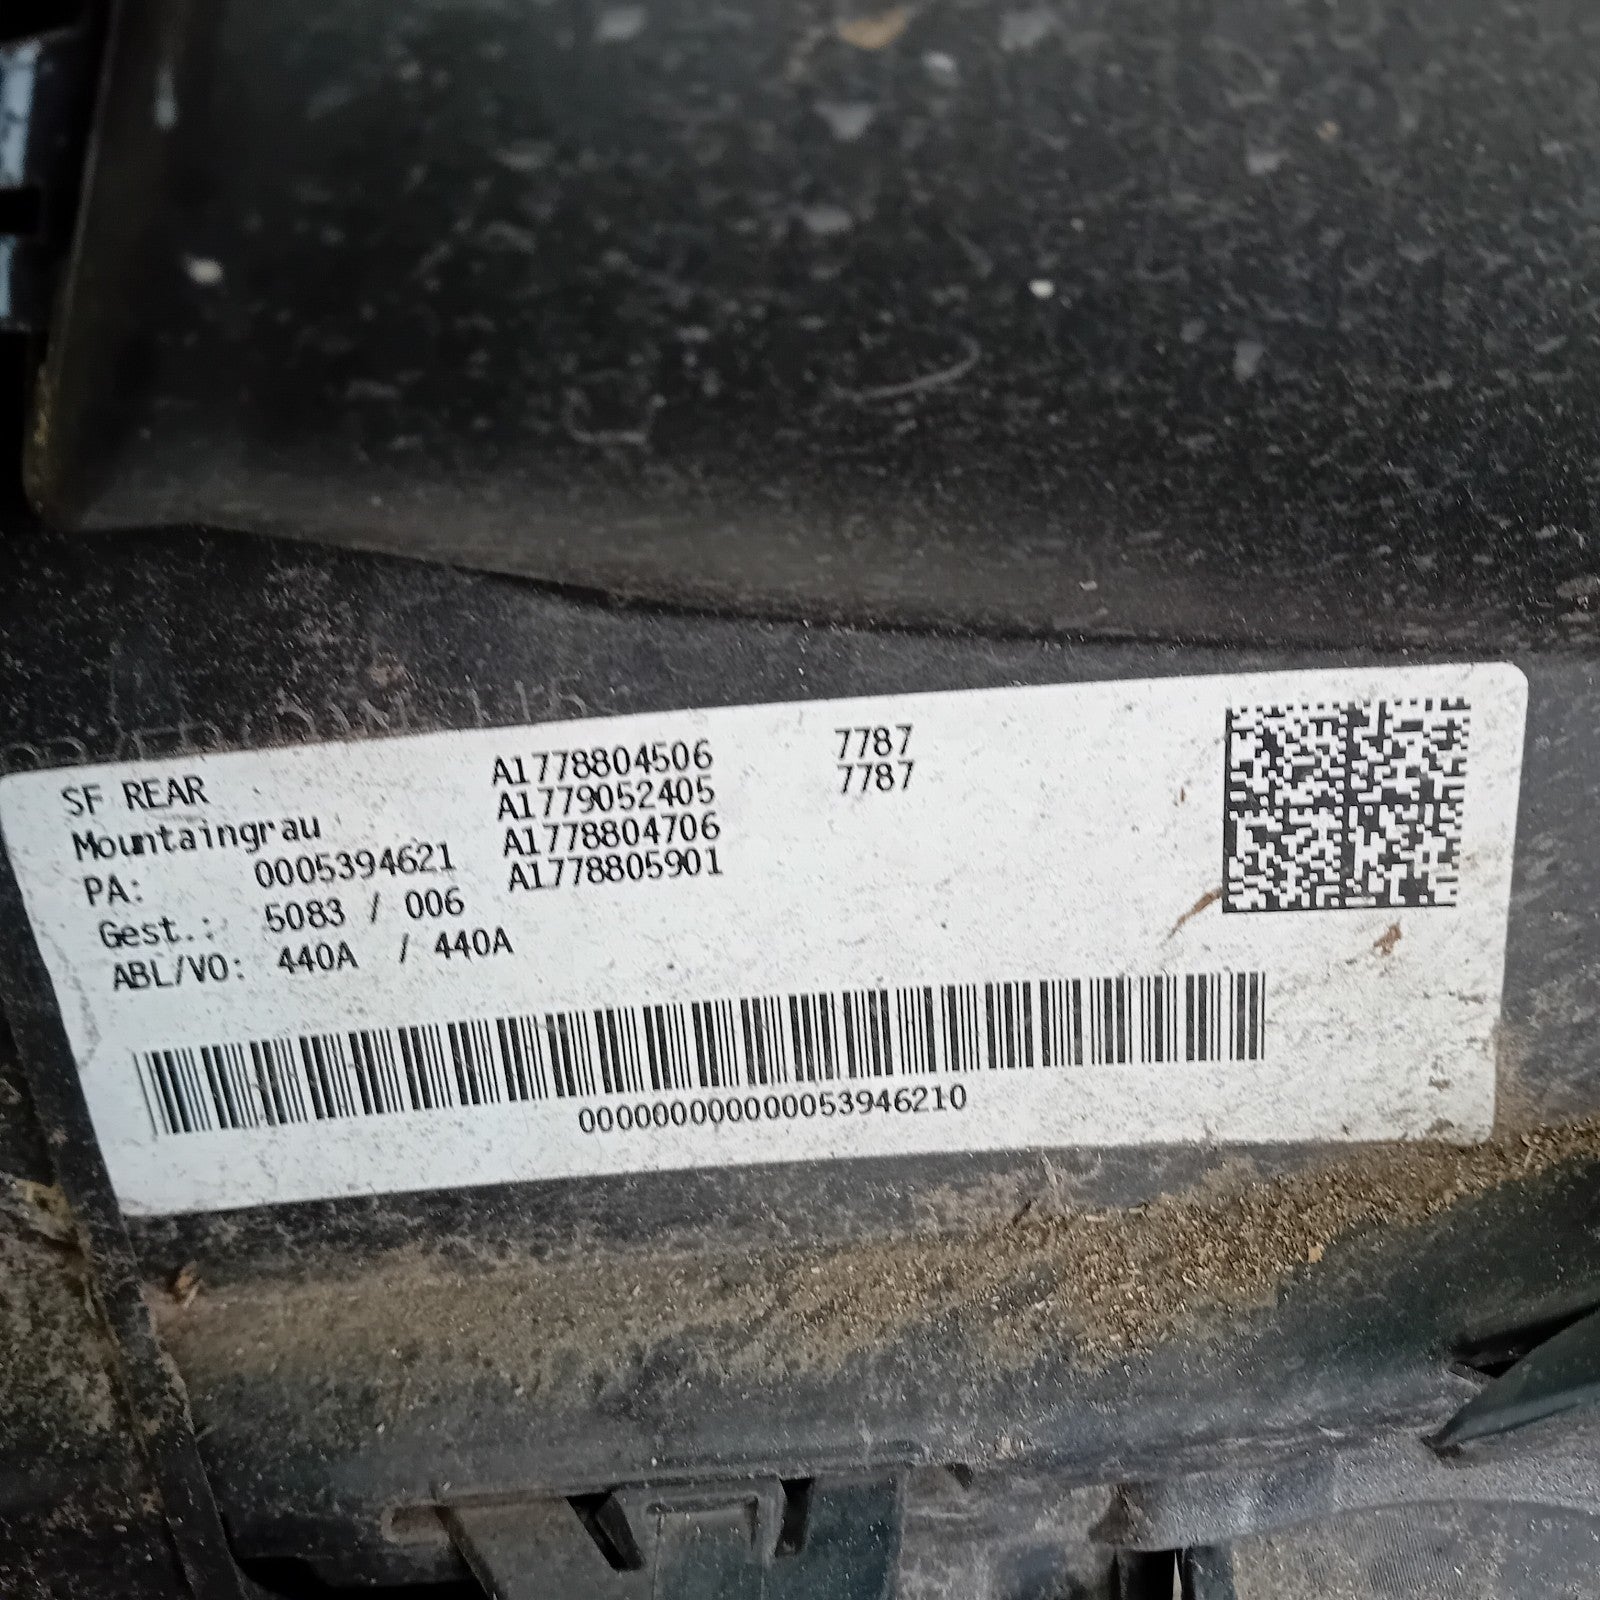 SF REAR A1778804506 7787
Mountaingrau A1779052405 7787
PA: 0005394621 A1778804706
Gest.: 5083 / 006 A1778805901
ABL/VO: 440A / 440A
00000000000053946210